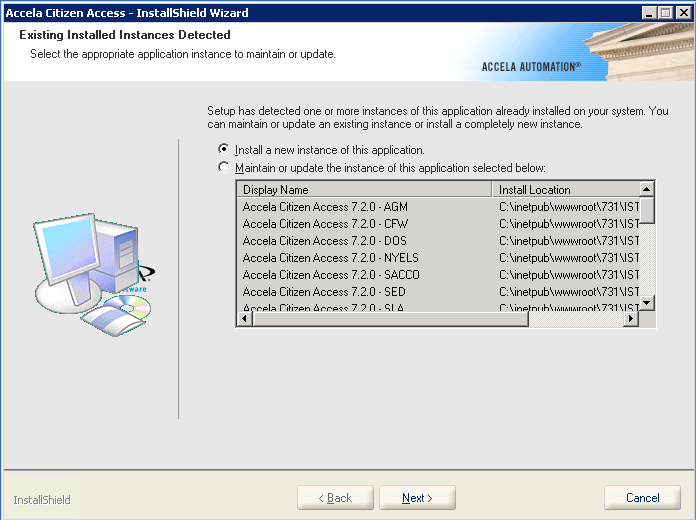 Accela Citizen Access - InstallShield Wizard
Existing Installed Instances Detected
Select the appropriate application instance to maintain or update.
ACCELA AUTOMATION®
Setup has detected one or more instances of this application already installed on your system. You
can maintain or update an existing instance or install a completely new instance.
Install a new instance of this application.
Maintain or update the instance of this application selected below:
Display Name Install Location
Accela Citizen Access 7.2.0 - AGM C:\inetpub\wwwroot\731\IST
Accela Citizen Access 7.2.0 - CFW C:\inetpub\wwwroot\731\IST
Accela Citizen Access 7.2.0 - DOS C:\inetpub\wwwroot\731\IST
Accela Citizen Access 7.2.0 - NYELS C:\inetpub\wwwroot\731\IST
Accela Citizen Access 7.2.0 - SACCO C:\inetpub\wwwroot\731\IST
Accela Citizen Access 7.2.0 - SED C:\inetpub\wwwroot\731\IST
Accela Citizen Access 7.2.0 - SLA C:\inetpub\wwwroot\731\IST
InstallShield
< Back Next > Cancel